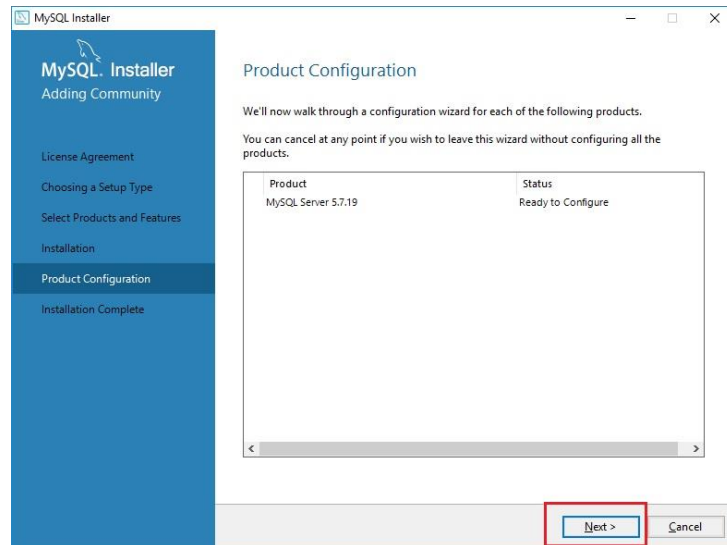 MySQL Installer
MySQL. Installer
Adding Community
License Agreement
Choosing a Setup Type
Select Products and Features
Installation
Product Configuration
Installation Complete
Product Configuration
We'll now walk through a configuration wizard for each of the following products.
You can cancel at any point if you wish to leave this wizard without configuring all the
products.
Product Status
MySQL Server 5.7.19 Ready to Configure
Next > Cancel